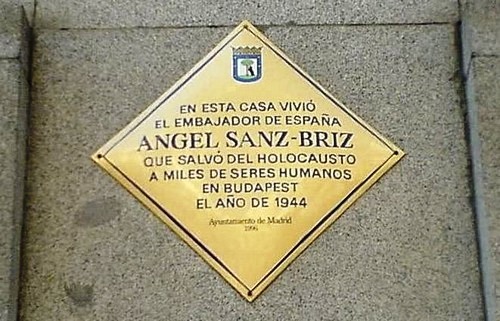 EN ESTA CASA VIVIÓ
EL EMBAJADOR DE ESPAÑA
ANGEL SANZ-BRIZ
QUE SALVÓ DEL HOLOCAUSTO
A MILES DE SERES HUMANOS
EN BUDAPEST
EL AÑO DE 1944
Ayuntamiento de Madrid
1996